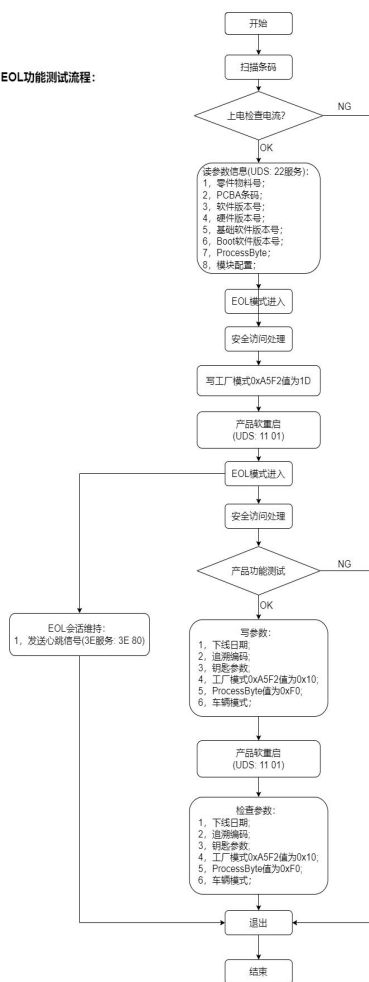 EOL功能测试流程：
开始
扫描条码
上电检查电流?
NG
OK
读参数信息(UDS: 22服务)：
1，零件物料号；
2，PCBA条码；
3，软件版本号；
4，硬件版本号；
5，基础软件版本号；
6，Boot软件版本号；
7，ProcessByte；
8，模块配置；
EOL模式进入
安全访问处理
写工厂模式0xA5F2值为1D
产品软重启
(UDS: 11 01)
EOL模式进入
安全访问处理
产品功能测试
NG
OK
EOL会话维持：
1，发送心跳信号(3E服务: 3E 80)
写参数：
1，下线日期;
2，追溯编码;
3，钥匙参数;
4，工厂模式0xA5F2值为0x10;
5，ProcessByte值为0xF0;
6，车辆模式；
产品软重启
(UDS: 11 01)
检查参数：
1，下线日期;
2，追溯编码;
3，钥匙参数;
4，工厂模式0xA5F2值为0x10;
5，ProcessByte值为0xF0;
6，车辆模式；
退出
结束